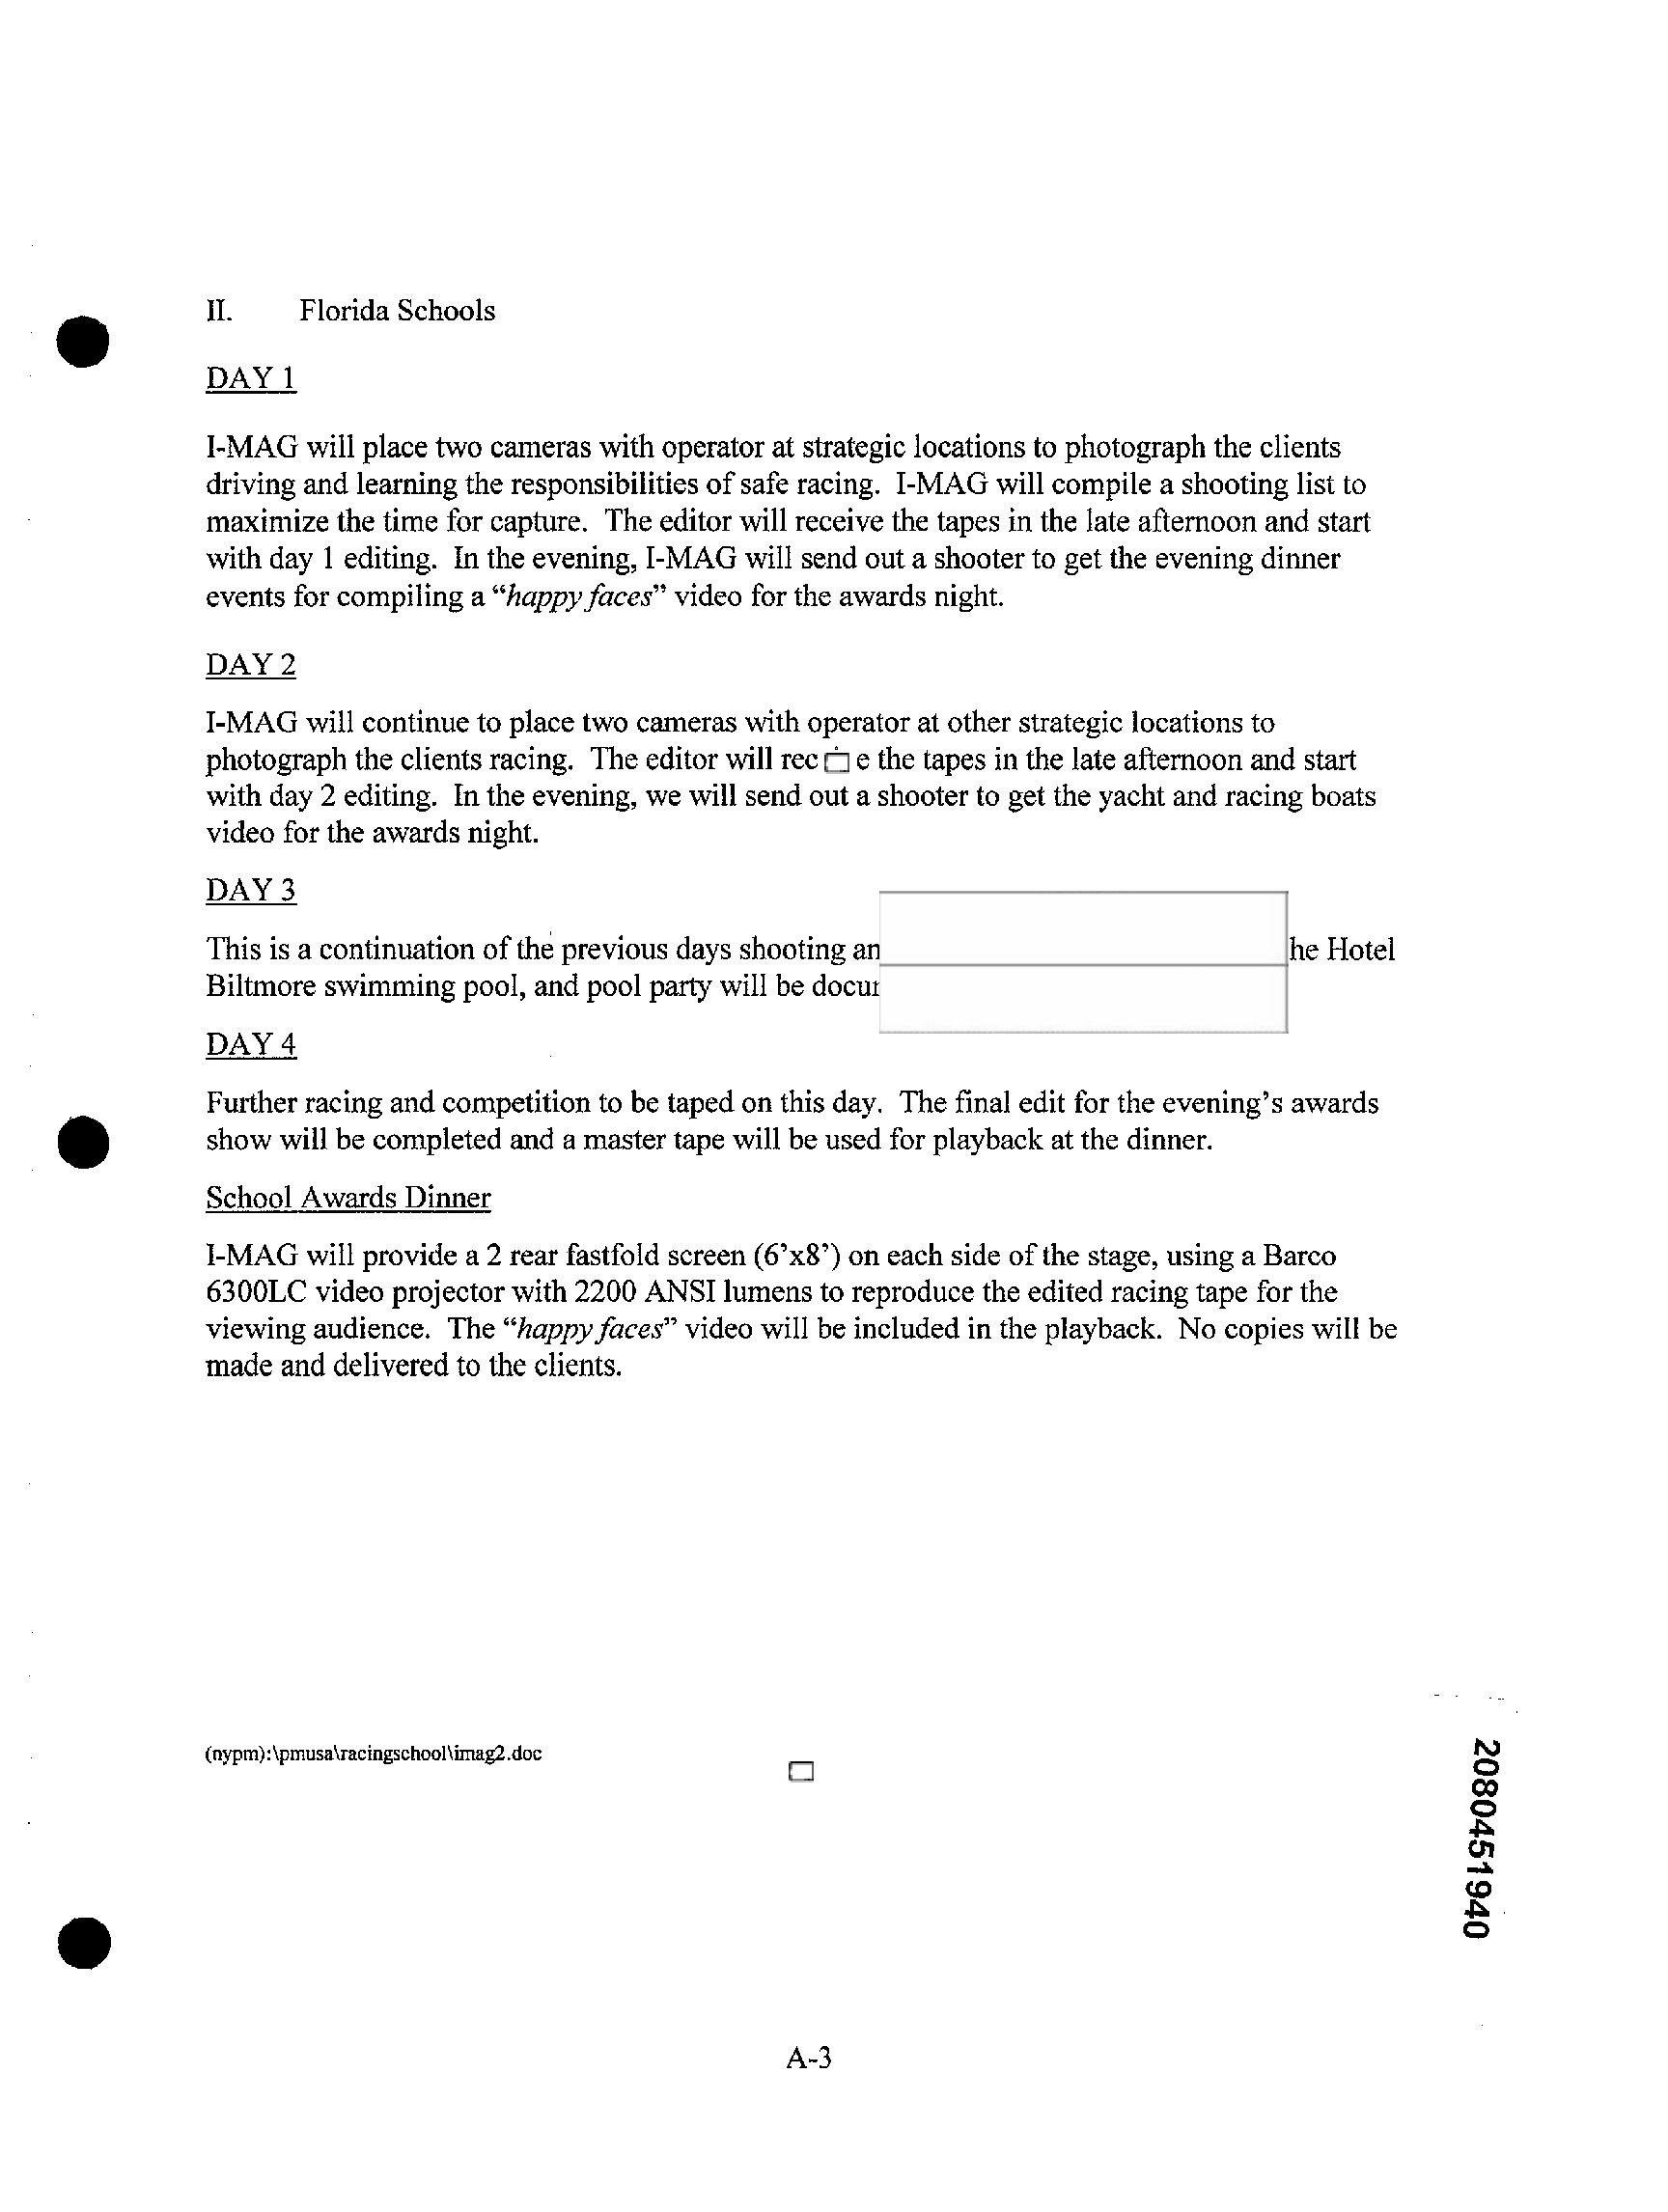 II. Florida Schools
DAY 1
I-MAG will place two cameras with operator at strategic locations to photograph the clients
driving and learning the responsibilities of safe racing. I-MAG will compile a shooting list to
maximize the time for capture. The editor will receive the tapes in the late afternoon and start
with day 1 editing. In the evening, I-MAG will send out a shooter to get the evening dinner
events for compiling a “happy faces” video for the awards night.
DAY 2
I-MAG will continue to place two cameras with operator at other strategic locations to
photograph the clients racing. The editor will the tapes in the late afternoon and start
with day 2 editing. In the evening, we will send out a shooter to get the yacht and racing boats
video for the awards night.
DAY 3
This is a continuation of the previous days shooting Hotel
Biltmore swimming pool, and pool party will be
DAY 4
Further racing and competition to be taped on this day. The final edit for the evening’s awards
show will be completed and a master tape will be used for playback at the dinner.
School Awards Dinner
I-MAG will provide a 2 rear fastfold screen (6’x8’) on each side of the stage, using a Barco
6300LC video projector with 2200 ANSI lumens to reproduce the edited racing tape for the
viewing audience. The “happy faces” video will be included in the playback. No copies will be
made and delivered to the clients.
(nypm):\pmusa\racingschool\imag2.doc
2080451940
A-3